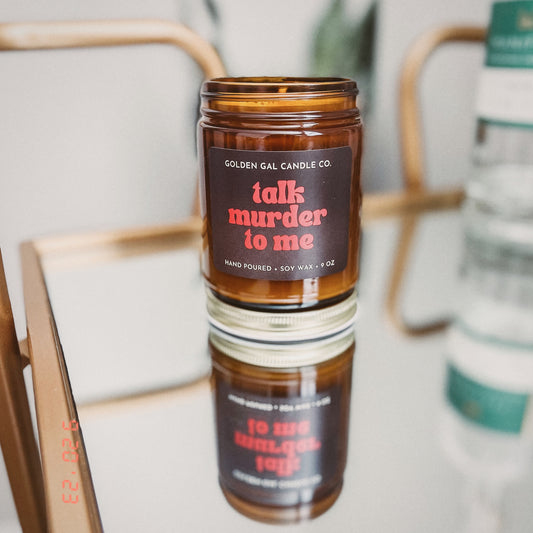 GOLDEN GAL CANDLE CO.
talk
murder
to me
HAND POURED • SOY WAX • 9 OZ